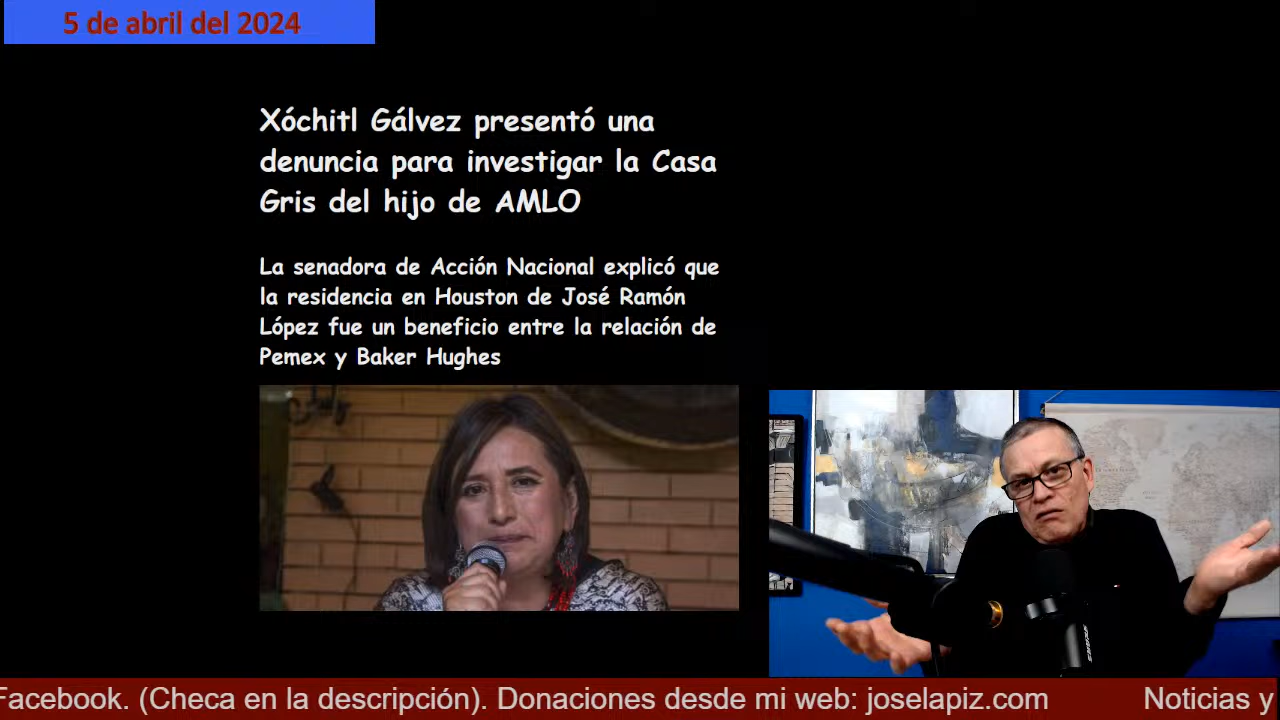 5 de abril del 2024
Xóchitl Gálvez presentó una
denuncia para investigar la Casa
Gris del hijo de AMLO
La senadora de Acción Nacional explicó que
la residencia en Houston de José Ramón
López fue un beneficio entre la relación de
Pemex y Baker Hughes
Facebook. (Checa en la descripción). Donaciones desde mi web: joselapiz.com Noticias y